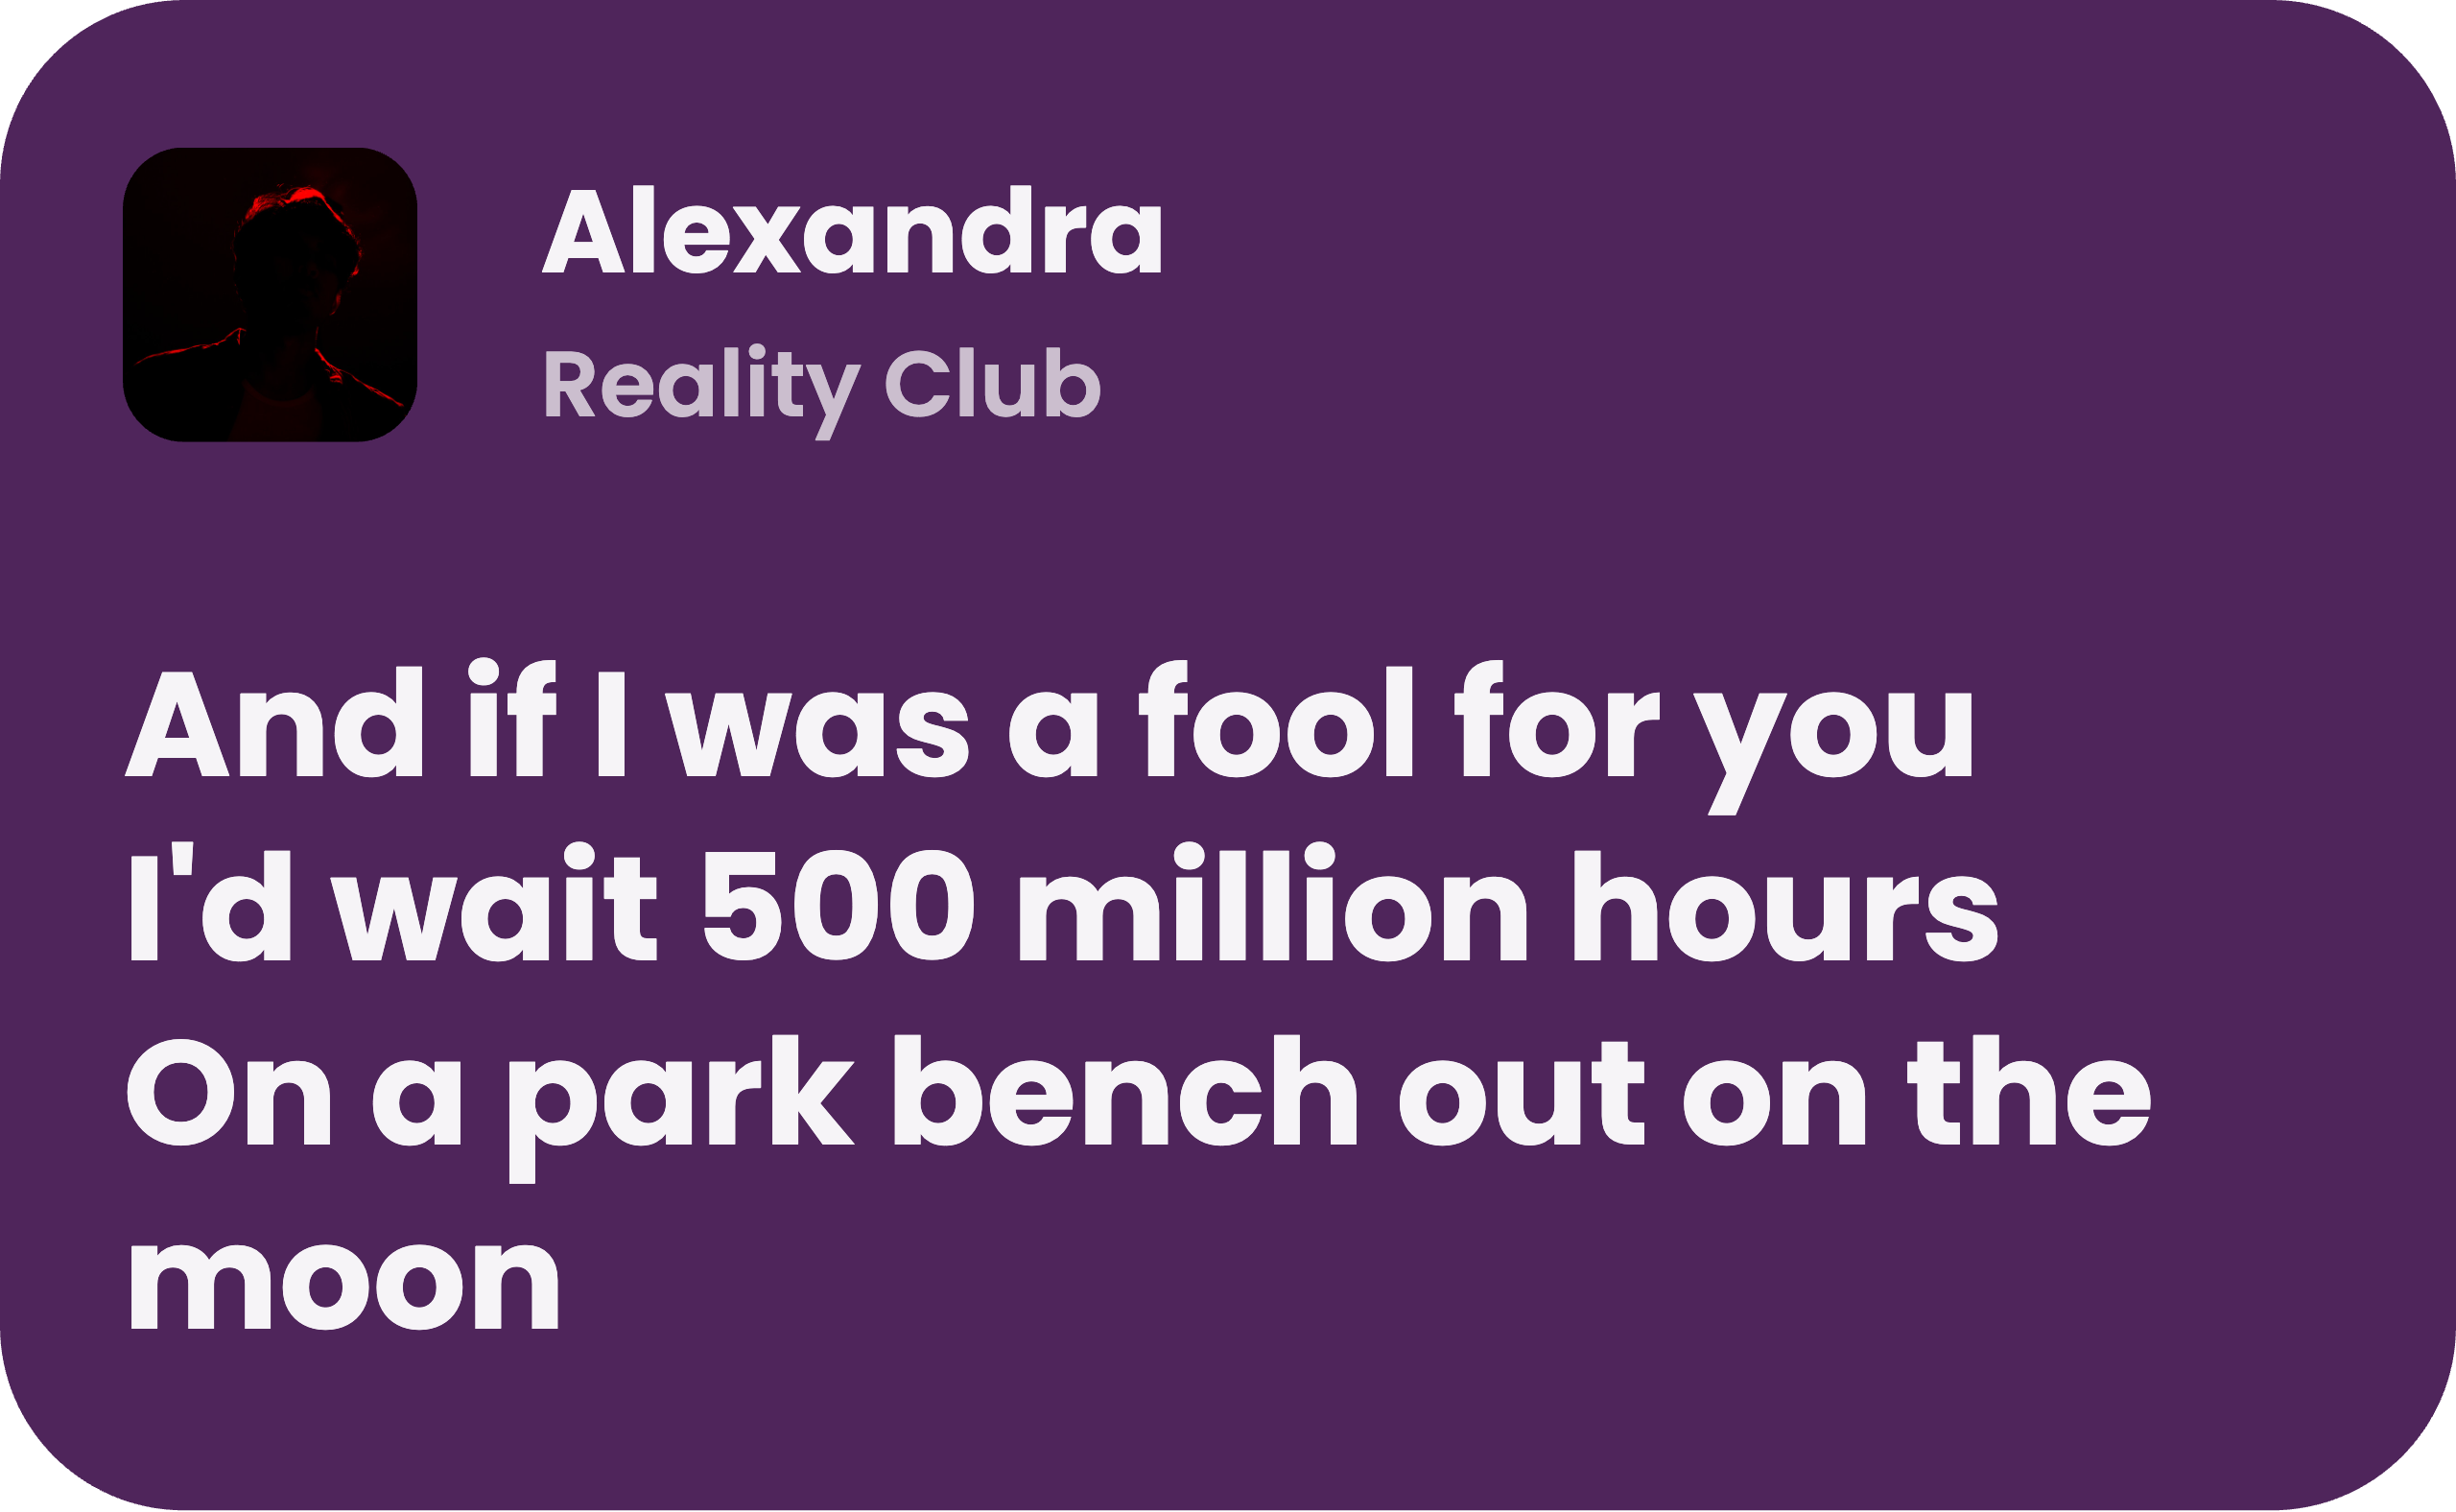 Alexandra
Reality Club
And if I was a fool for you
I'd wait 500 million hours
On a park bench out on the
moon